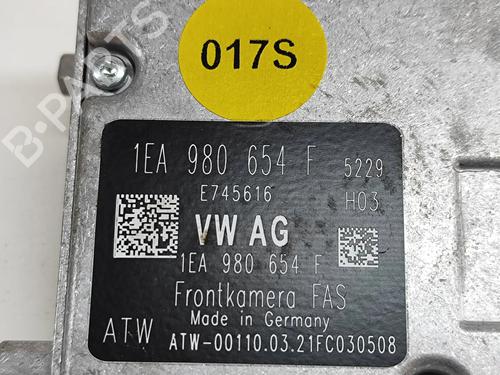 017S
B-PARTS
1EA 980 654 F 5229
E745616 H03
VW AG
1EA 980 654 F
Frontkamera FAS
Made in Germany
ATW ATW-00110.03.21FC030508